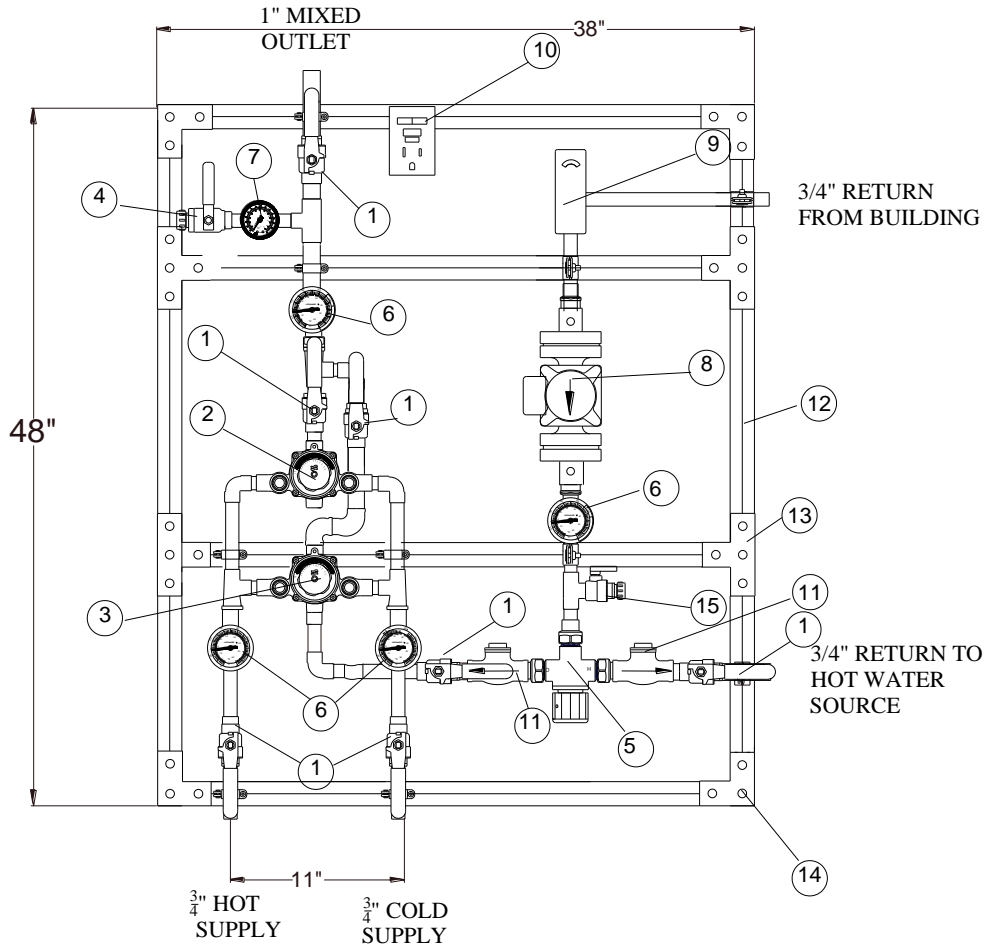 1" MIXED
OUTLET
38"
10
9
7
4
1
3/4" RETURN
FROM BUILDING
6
1
8
1
12
2
48"
6
13
3
1
15
11
1
3/4" RETURN TO
HOT WATER
SOURCE
6
11
5
1
14
11"
3/4" HOT
SUPPLY
3/4" COLD
SUPPLY